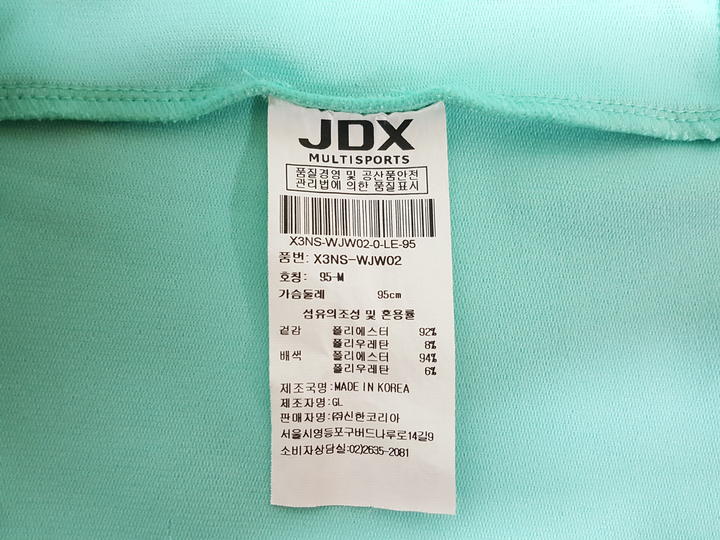 JDX
MULTISPORTS
품질경영 및 공산품안전
관리법에 의한 품질표시
X3NS-WJW02-0-LE-95
품번: X3NS-WJW02
호칭: 95-M
가슴둘레 95cm
섬유의조성 및 혼용률
겉감 폴리에스터 92%
폴리우레탄 8%
배색 폴리에스터 94%
폴리우레탄 6%
제조국명:MADE IN KOREA
제조자명:GL
판매자명:㈜신한코리아
서울시영등포구버드나루로14길9
소비자상담실:02)2635-2081